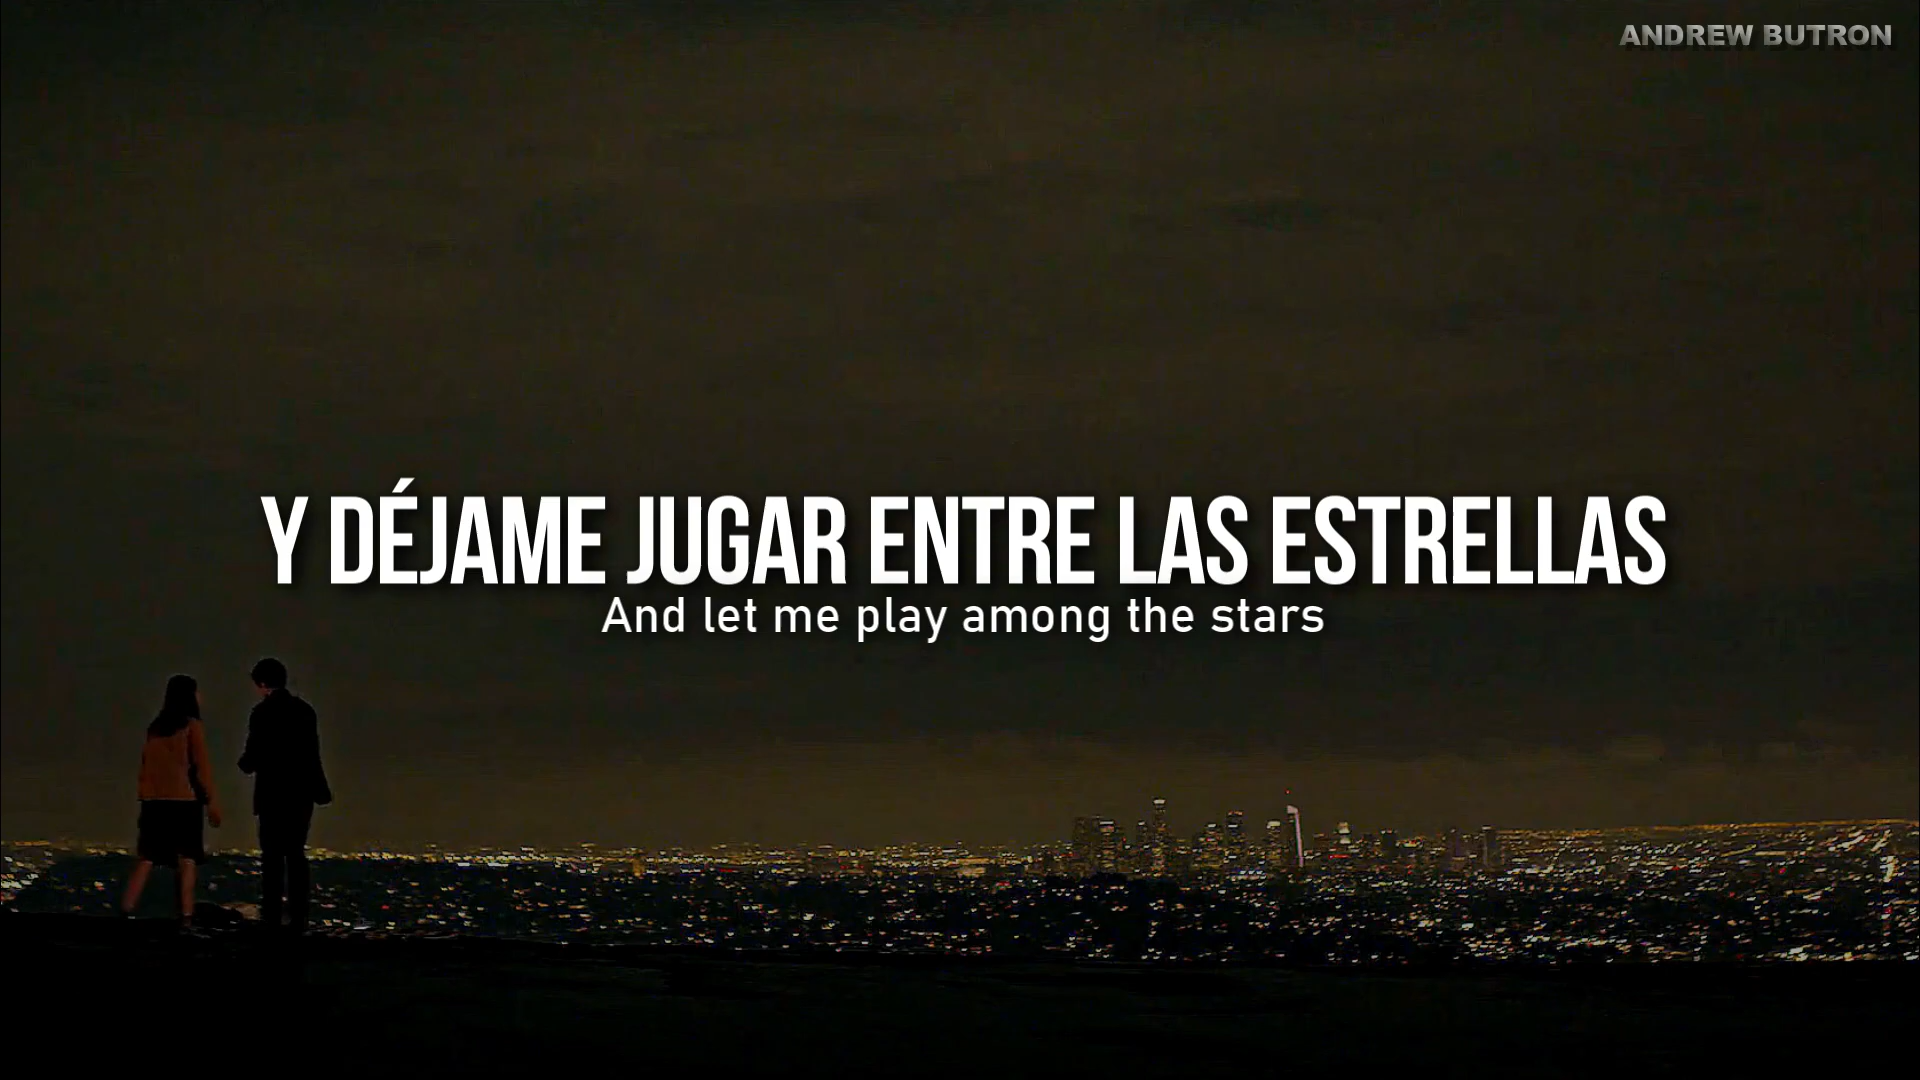 ANDREW BUTRON
Y DÉJAME JUGAR ENTRE LAS ESTRELLAS
And let me play among the stars